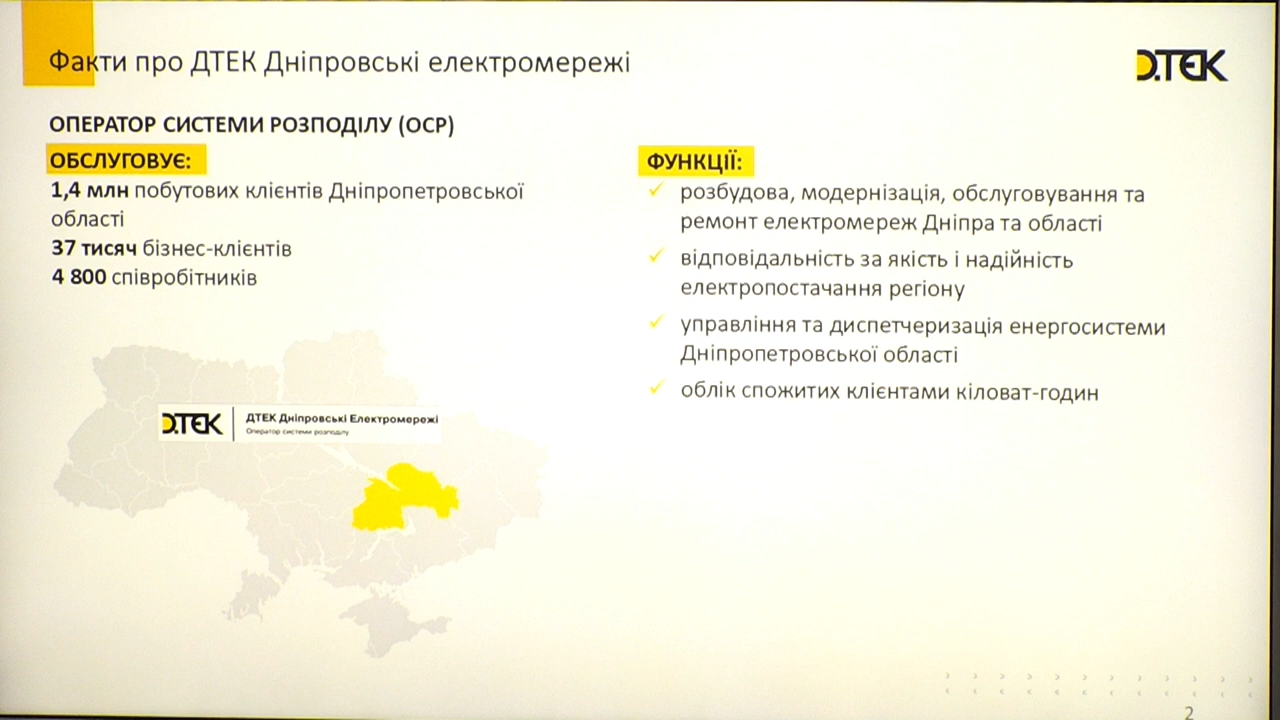 Факти про ДТЕК Дніпровські електромережі
D.TEK
ОПЕРАТОР СИСТЕМИ РОЗПОДІЛУ (ОСР)
ОБСЛУГОВУЄ:
1,4 млн побутових клієнтів Дніпропетровської
області
37 тисяч бізнес-клієнтів
4 800 співробітників
ФУНКЦІЇ:
розбудова, модернізація, обслуговування та
ремонт електромереж Дніпра та області
відповідальність за якість і надійність
електропостачання регіону
управління та диспетчеризація енергосистеми
Дніпропетровської області
облік спожитих клієнтами кіловат-годин
D.TEK
ДТЕК Дніпровські Електромережі
Оператор системи розподілу
2